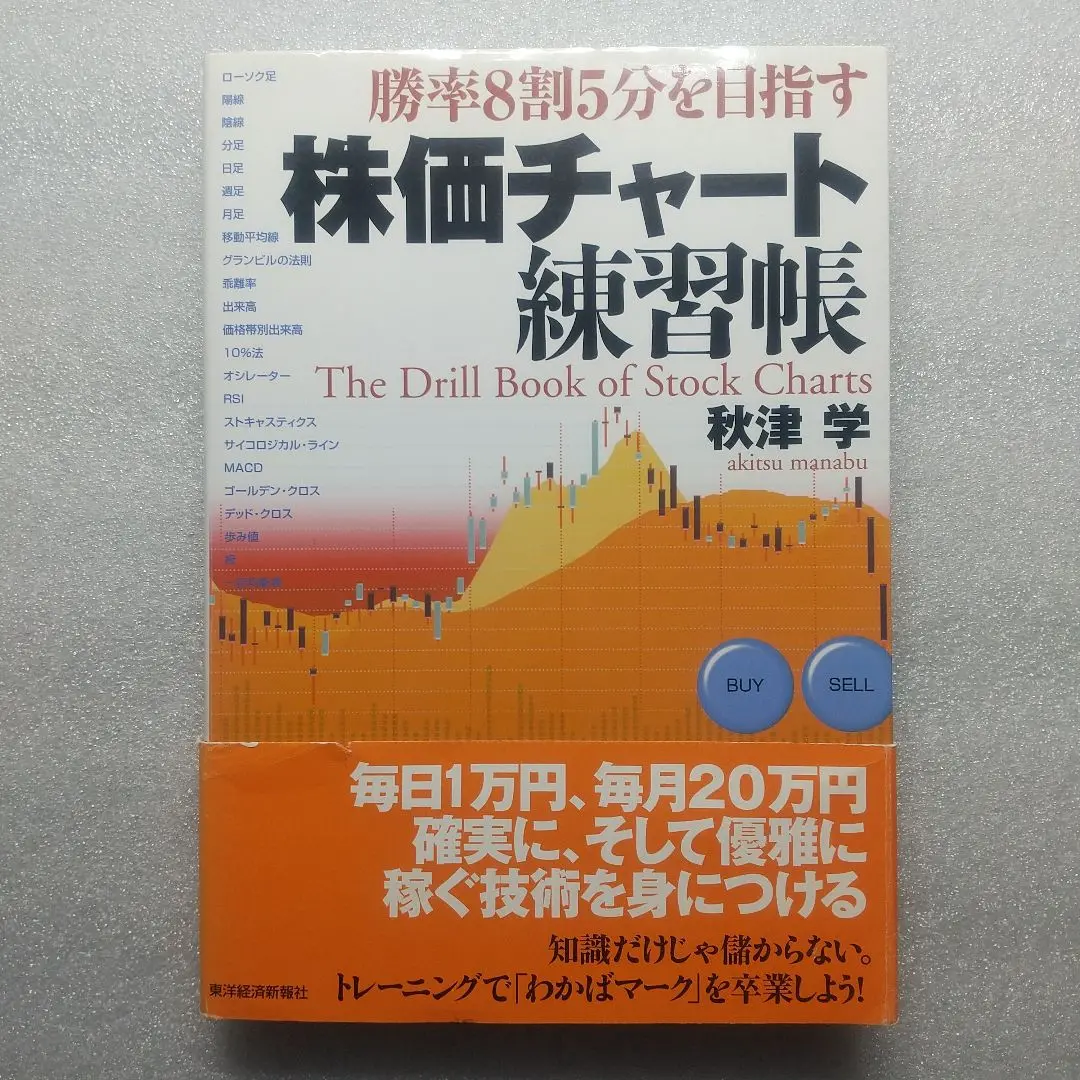 勝率8割5分を目指す
株価チャート
練習帳
The Drill Book of Stock Charts
秋津 学
akitsu manabu
ローソク足
陽線
陰線
分足
日足
週足
月足
移動平均線
グランビルの法則
乖離率
出来高
価格帯別出来高
10%法
オシレーター
RSI
ストキャスティクス
サイコロジカル・ライン
MACD
ゴールデン・クロス
デッド・クロス
歩み値
板
BUY
SELL
毎日1万円、毎月20万円
確実に、そして優雅に
稼ぐ技術を身につける
知識だけじゃ儲からない。
トレーニングで「わかばマーク」を卒業しよう!
東洋経済新報社